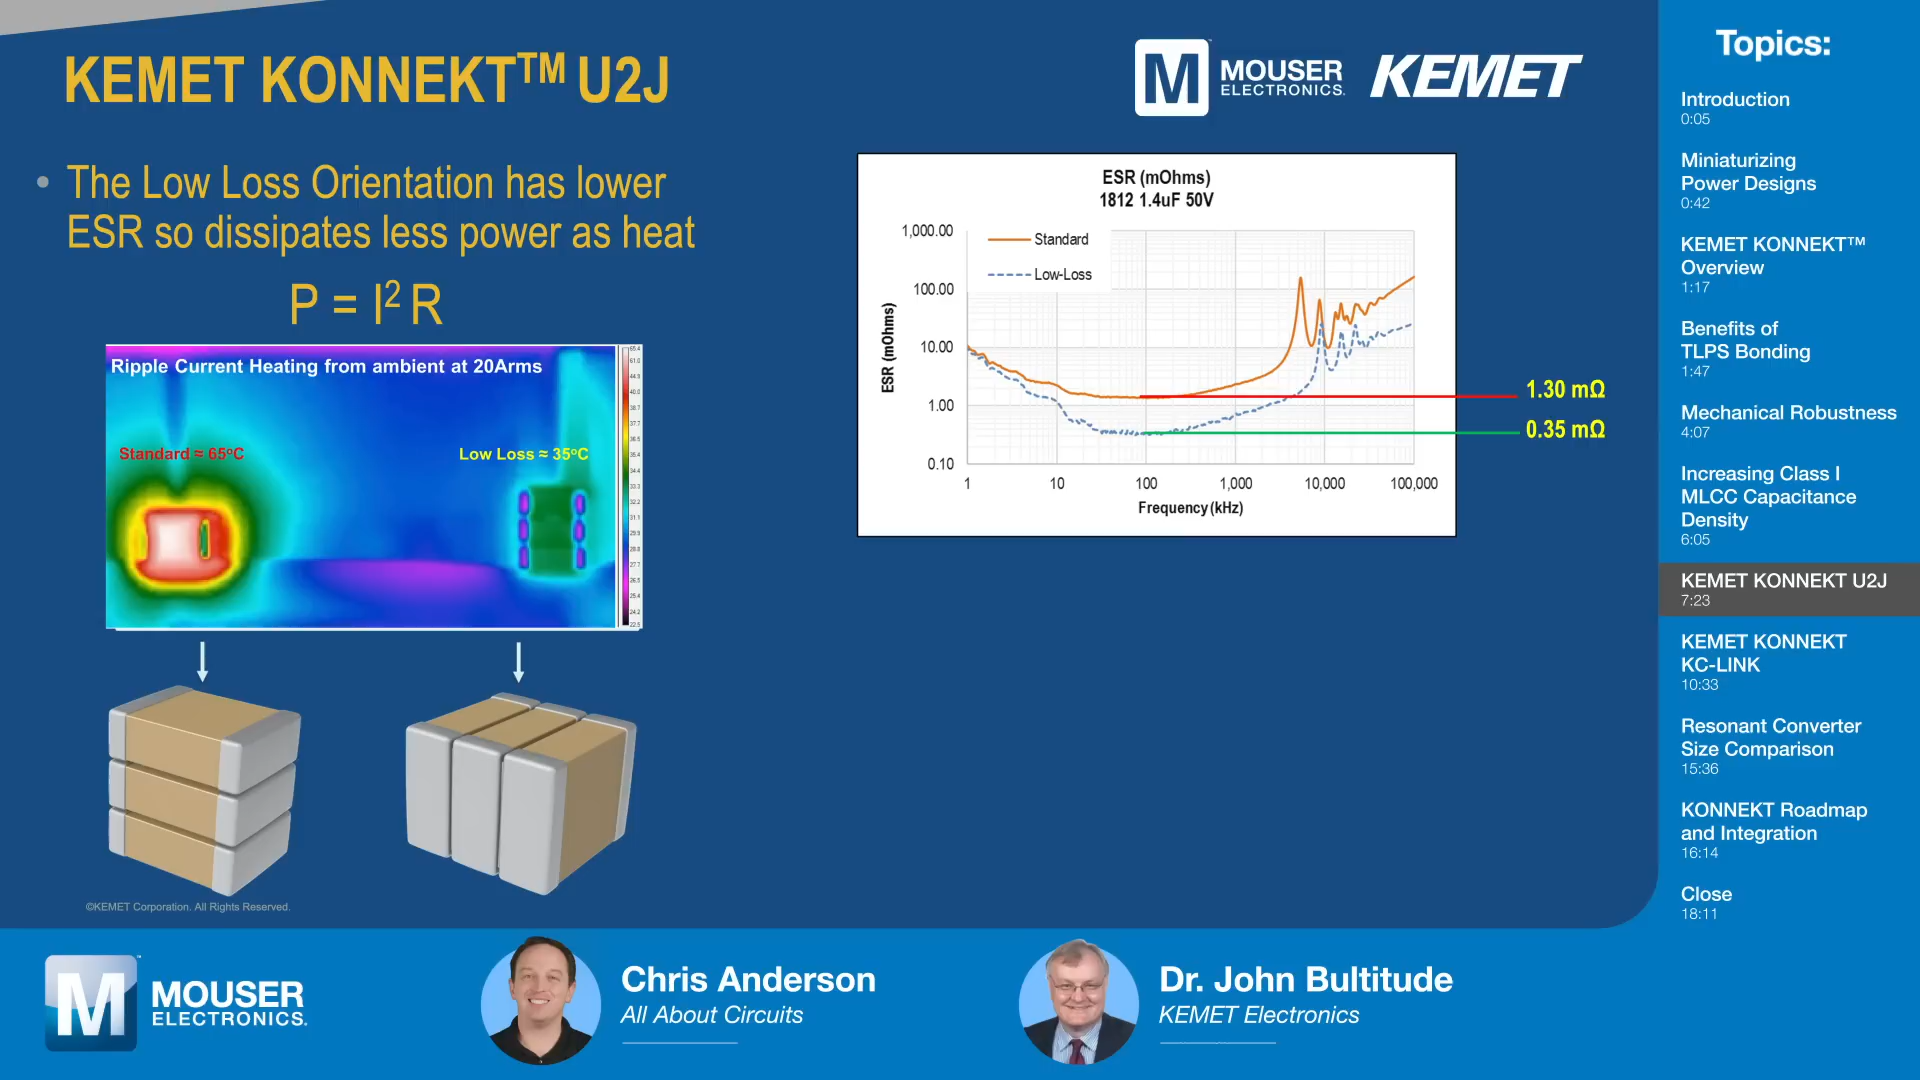 KEMET KONNEKT™ U2J
MOUSER
ELECTRONICS.
KEMET
• The Low Loss Orientation has lower
ESR so dissipates less power as heat
P = I² R
Ripple Current Heating from ambient at 20Arms
Standard ≈ 65°C
Low Loss ≈ 35°C
ESR (mOhms)
1812 1.4uF 50V
Standard
Low-Loss
ESR (mOhms)
1,000.00
100.00
10.00
1.00
0.10
1 10 100 1,000 10,000 100,000
Frequency (kHz)
1.30 mΩ
0.35 mΩ
©KEMET Corporation. All Rights Reserved.
Topics:
Introduction
0:05
Miniaturizing
Power Designs
0:42
KEMET KONNEKT™
Overview
1:17
Benefits of
TLPS Bonding
1:47
Mechanical Robustness
4:07
Increasing Class I
MLCC Capacitance
Density
6:05
KEMET KONNEKT U2J
7:23
KEMET KONNEKT
KC-LINK
10:33
Resonant Converter
Size Comparison
15:36
KONNEKT Roadmap
and Integration
16:14
Close
18:11
M MOUSER
ELECTRONICS.
Chris Anderson
All About Circuits
Dr. John Bultitude
KEMET Electronics